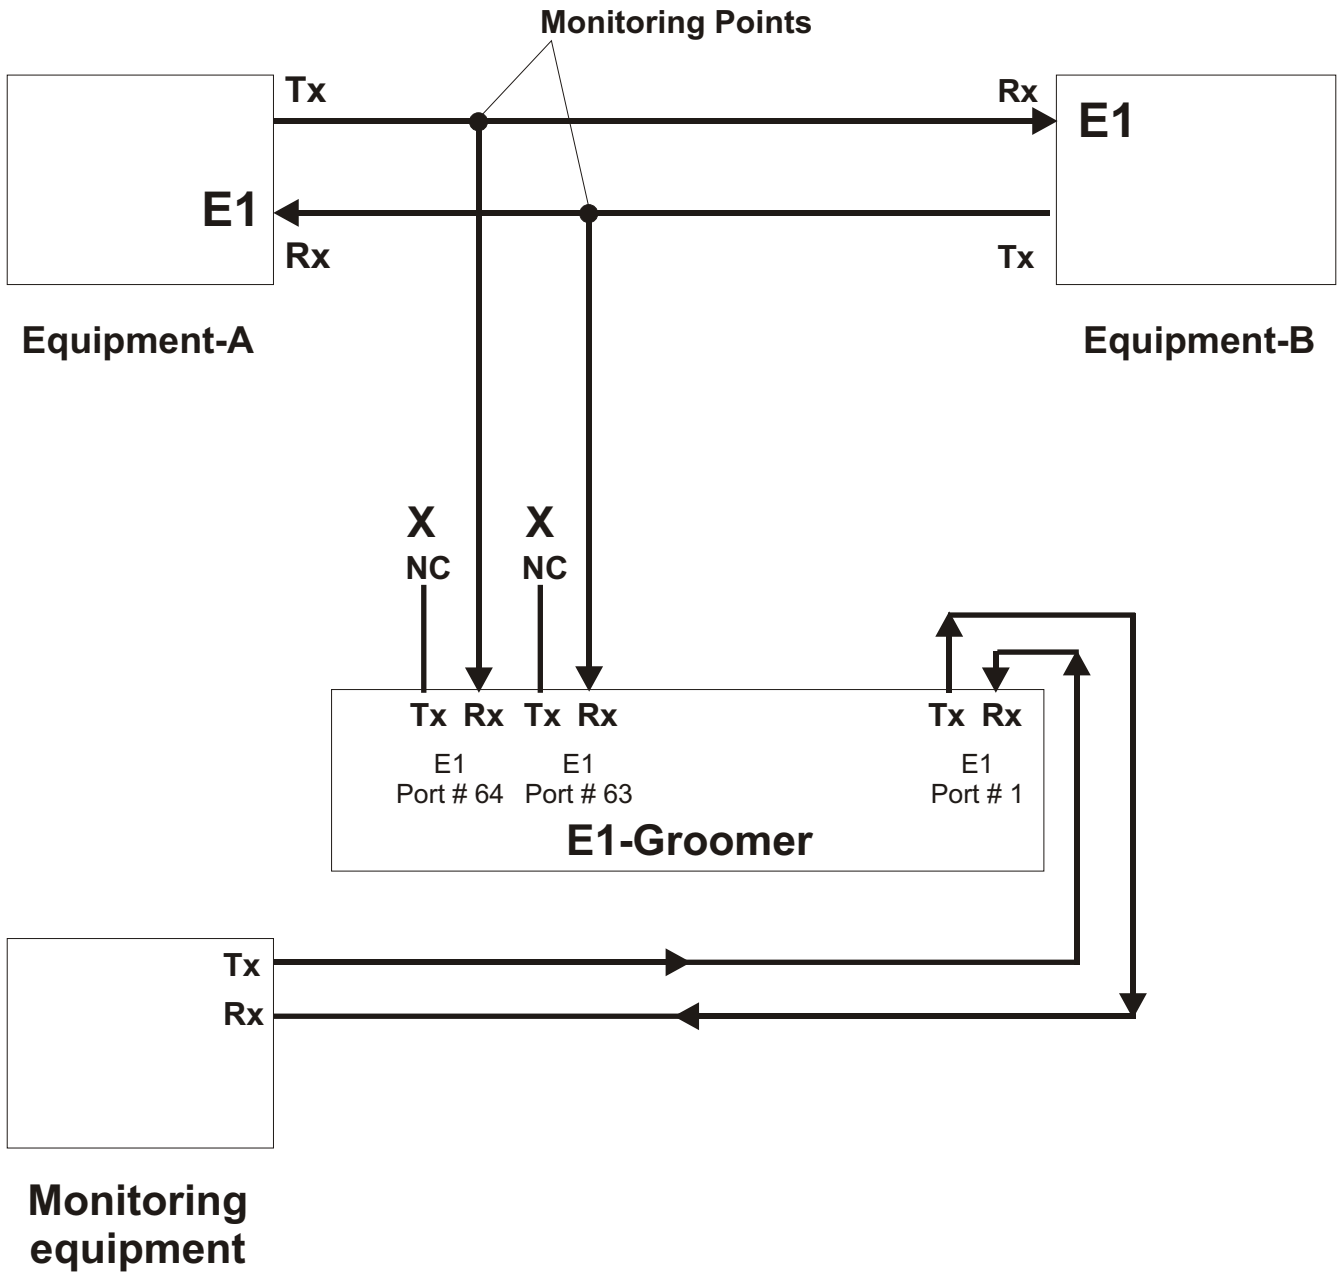 Monitoring Points
Tx
Rx
E1
E1
Rx
Tx
Equipment-A
Equipment-B
X
X
NC
NC
Tx Rx Tx Rx
Tx Rx
E1
Port # 64
E1
Port # 63
E1
Port # 1
E1-Groomer
Tx
Rx
Monitoring
equipment